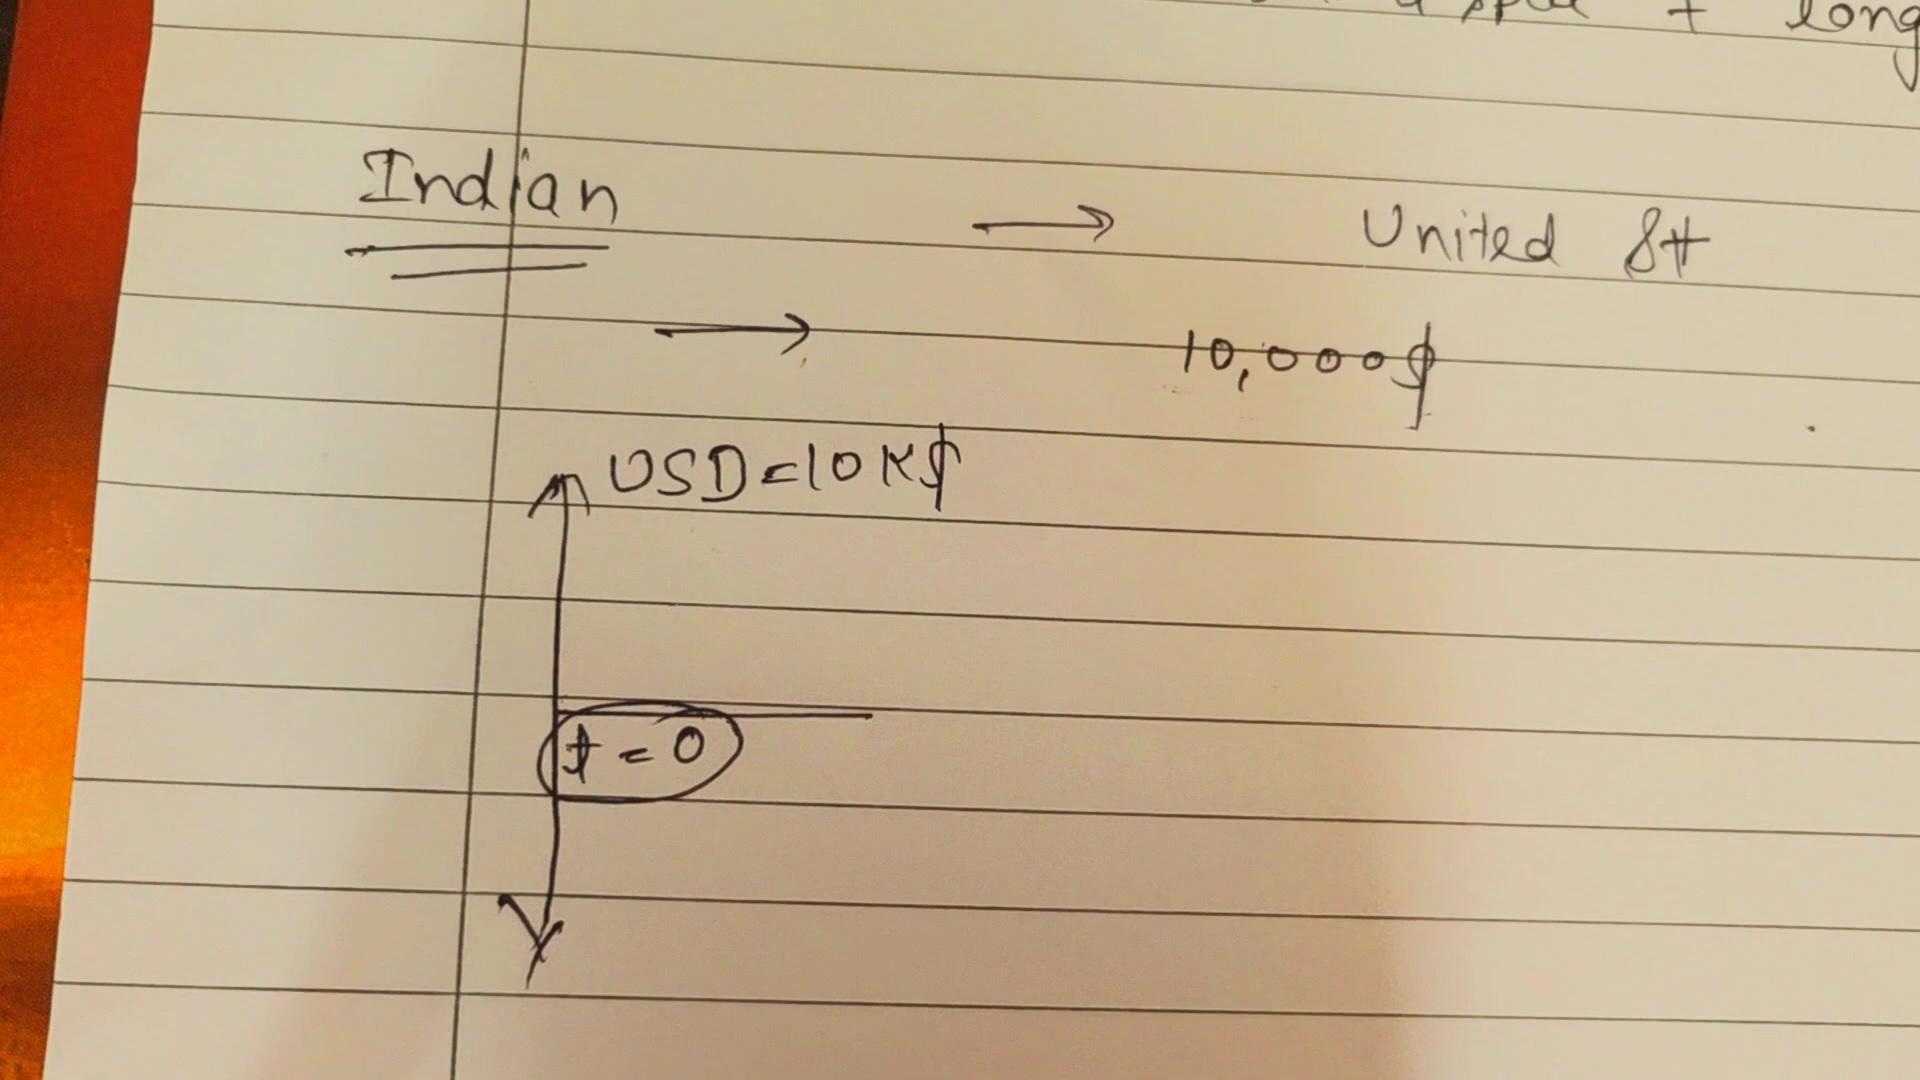 + long
Indian → United St
→ 10,000$
USD=10K$
t=0